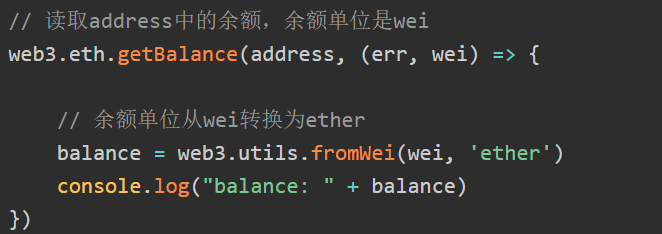 // 读取address中的余额，余额单位是wei
web3.eth.getBalance(address, (err, wei) => {
// 余额单位从wei转换为ether
balance = web3.utils.fromWei(wei, 'ether')
console.log("balance: " + balance)
})